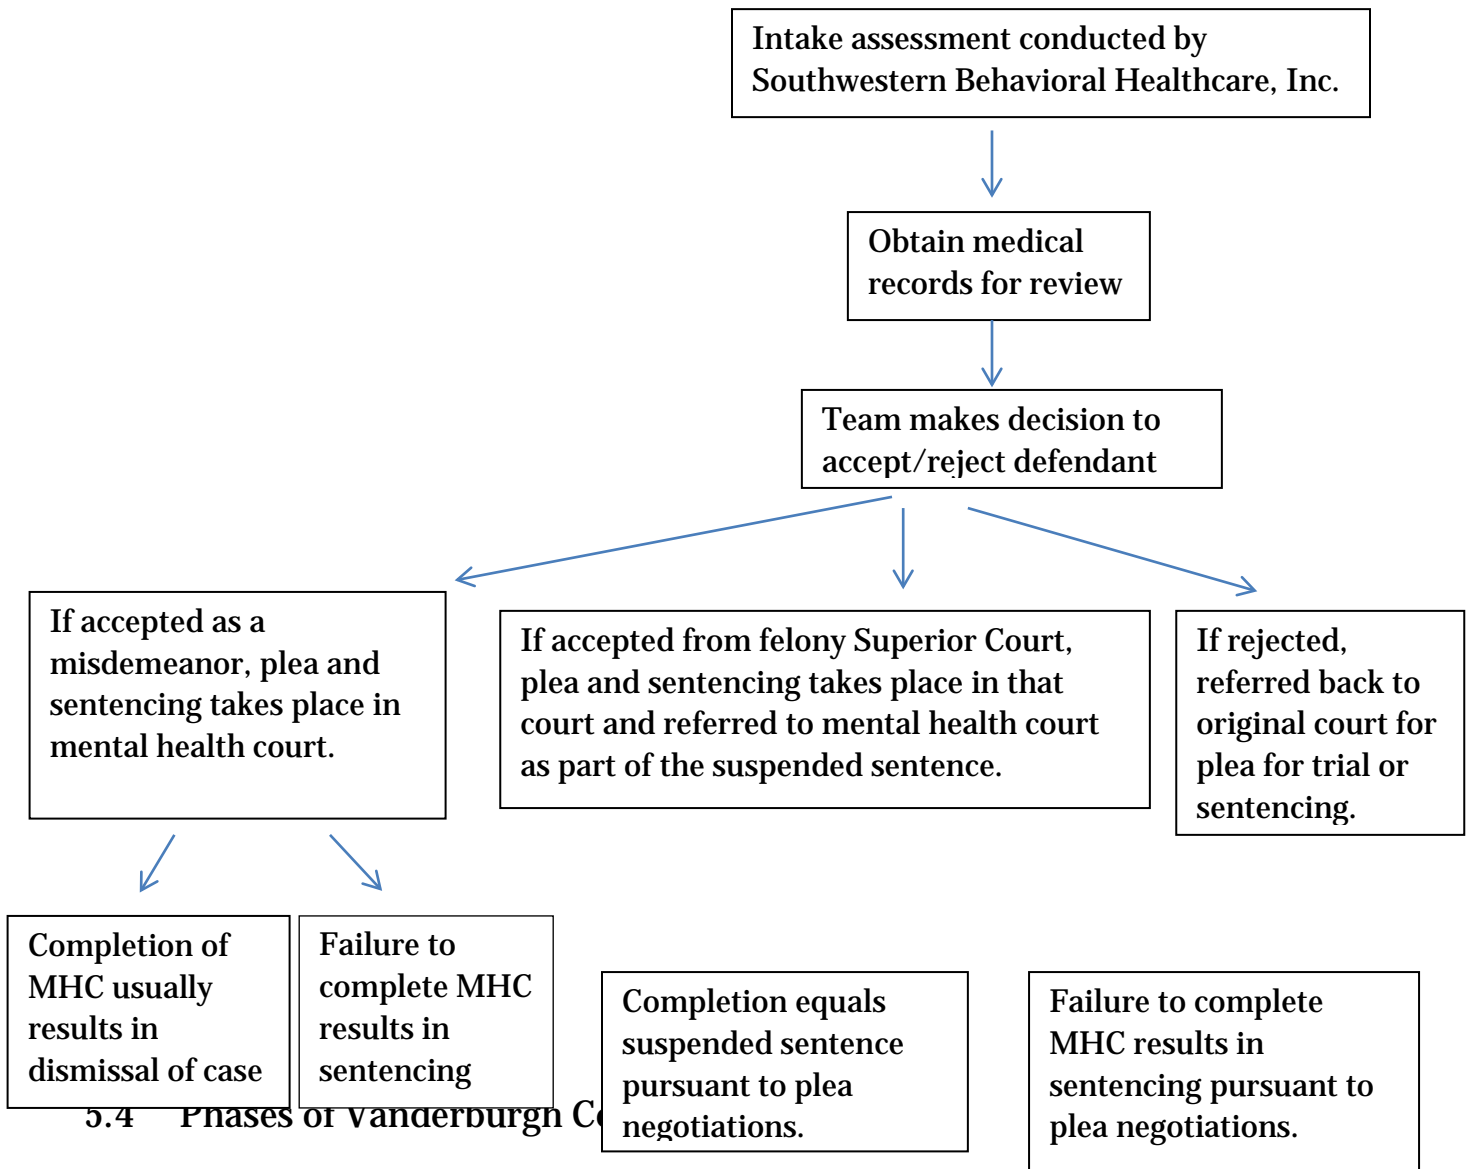 Intake assessment conducted by
Southwestern Behavioral Healthcare, Inc.
Obtain medical
records for review
Team makes decision to
accept/reject defendant
If accepted as a
misdemeanor, plea and
sentencing takes place in
mental health court.
If accepted from felony Superior Court,
plea and sentencing takes place in that
court and referred to mental health court
as part of the suspended sentence.
If rejected,
referred back to
original court for
plea for trial or
sentencing.
Completion of
MHC usually
results in
dismissal of case
Failure to
complete MHC
results in
sentencing
Completion equals
suspended sentence
pursuant to plea
negotiations.
Failure to complete
MHC results in
sentencing pursuant to
plea negotiations.
5.4 Phases of Vanderburgh